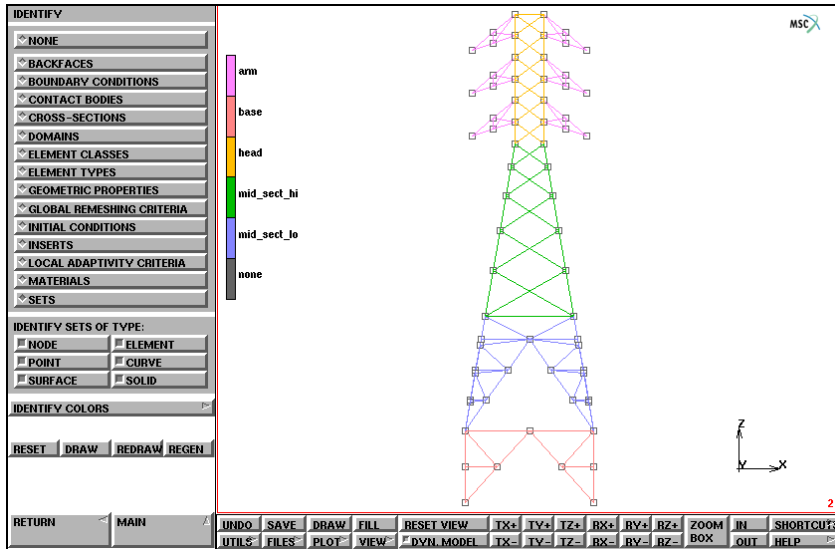 IDENTIFY
NONE
BACKFACES
BOUNDARY CONDITIONS
CONTACT BODIES
CROSS-SECTIONS
DOMAINS
ELEMENT CLASSES
ELEMENT TYPES
GEOMETRIC PROPERTIES
GLOBAL REMESHING CRITERIA
INITIAL CONDITIONS
INSERTS
LOCAL ADAPTIVITY CRITERIA
MATERIALS
SETS
IDENTIFY SETS OF TYPE:
NODE ELEMENT
POINT CURVE
SURFACE SOLID
IDENTIFY COLORS
RESET DRAW REDRAW REGEN
RETURN MAIN
arm
base
head
mid_sect_hi
mid_sect_lo
none
MSC X
Z
Y X
2
UNDO SAVE DRAW FILL RESET VIEW TX+ TY+ TZ+ RX+ RY+ RZ+ ZOOM IN SHORTCUTS
UTILS FILES PLOT VIEW DYN. MODEL TX- TY- TZ- RX- RY- RZ- BOX OUT HELP